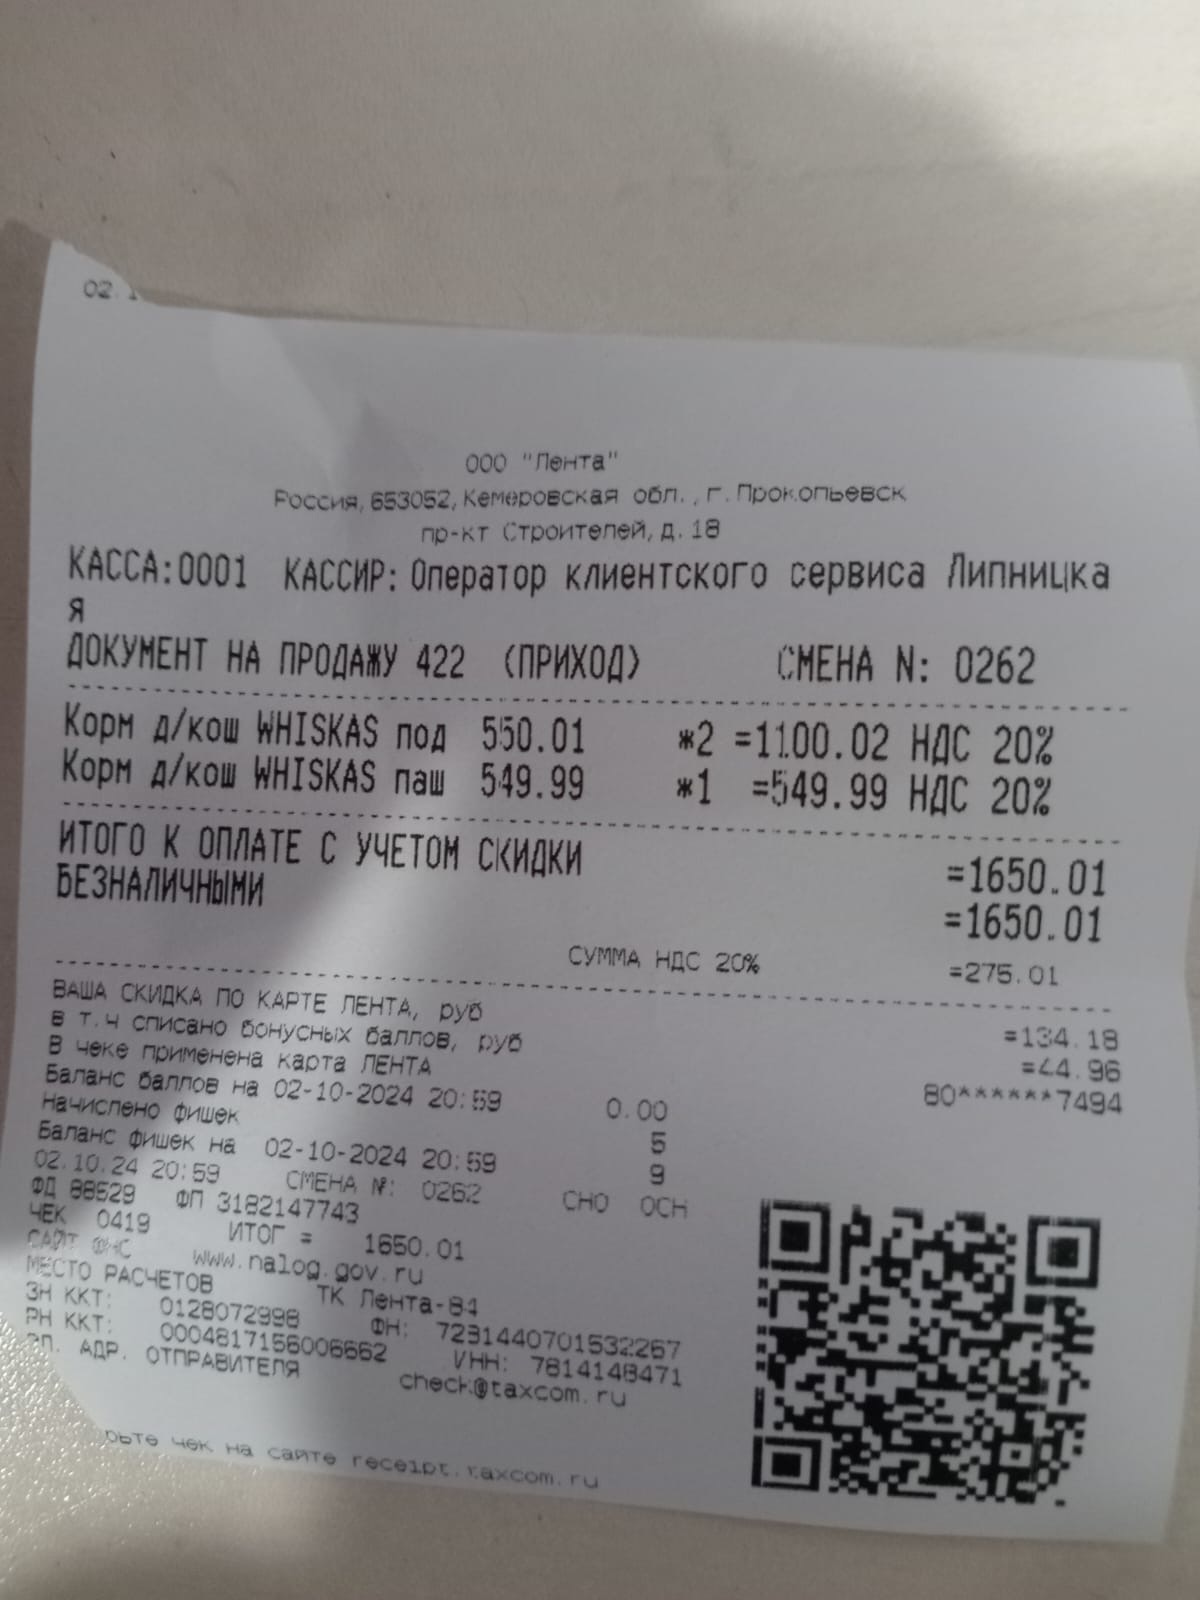 02.1
ООО "Лента"
Россия, 653052, Кемеровская обл., г. Прокопьевск
пр-кт Строителей, д. 18
КАССА:0001 КАССИР: Оператор клиентского сервиса Липницка
я
ДОКУМЕНТ НА ПРОДАЖУ 422 (ПРИХОД) СМЕНА N: 0262
Корм д/кош WHISKAS под 550.01 *2 =1100.02 НДС 20%
Корм д/кош WHISKAS паш 549.99 *1 =549.99 НДС 20%
ИТОГО К ОПЛАТЕ С УЧЕТОМ СКИДКИ =1650.01
БЕЗНАЛИЧНЫМИ =1650.01
СУММА НДС 20% =275.01
ВАША СКИДКА ПО КАРТЕ ЛЕНТА, руб =134.18
в т.ч списано бонусных баллов, руб =44.96
В чеке применена карта ЛЕНТА 80******7494
Баланс баллов на 02-10-2024 20:59 0.00
Начислено фишек 5
Баланс фишек на 02-10-2024 20:59 9
02.10.24 20:59 СМЕНА №: 0262 СНО ОСН
ФД 88529 ФП 3182147743
ЧЕК 0419 ИТОГ = 1650.01
САЙТ ФНС www.nalog.gov.ru
МЕСТО РАСЧЕТОВ ТК Лента-84
ЗН ККТ: 0128072998 ФН: 7231440701532267
РН ККТ: 0004817156006662 ИНН: 7814148471
ЭЛ. АДР. ОТПРАВИТЕЛЯ check@taxcom.ru
рьте чек на сайте receipt.taxcom.ru